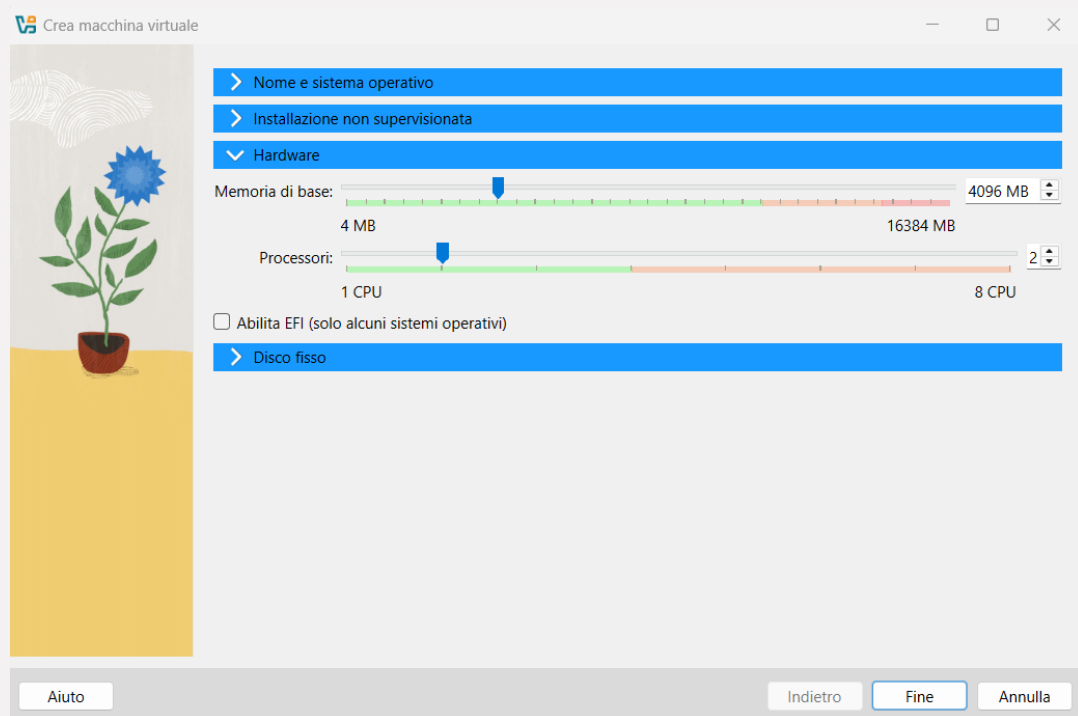 Crea macchina virtuale
Nome e sistema operativo
Installazione non supervisionata
Hardware
Memoria di base: 4096 MB
4 MB 16384 MB
Processori: 2
1 CPU 8 CPU
Abilita EFI (solo alcuni sistemi operativi)
Disco fisso
Aiuto Indietro Fine Annulla